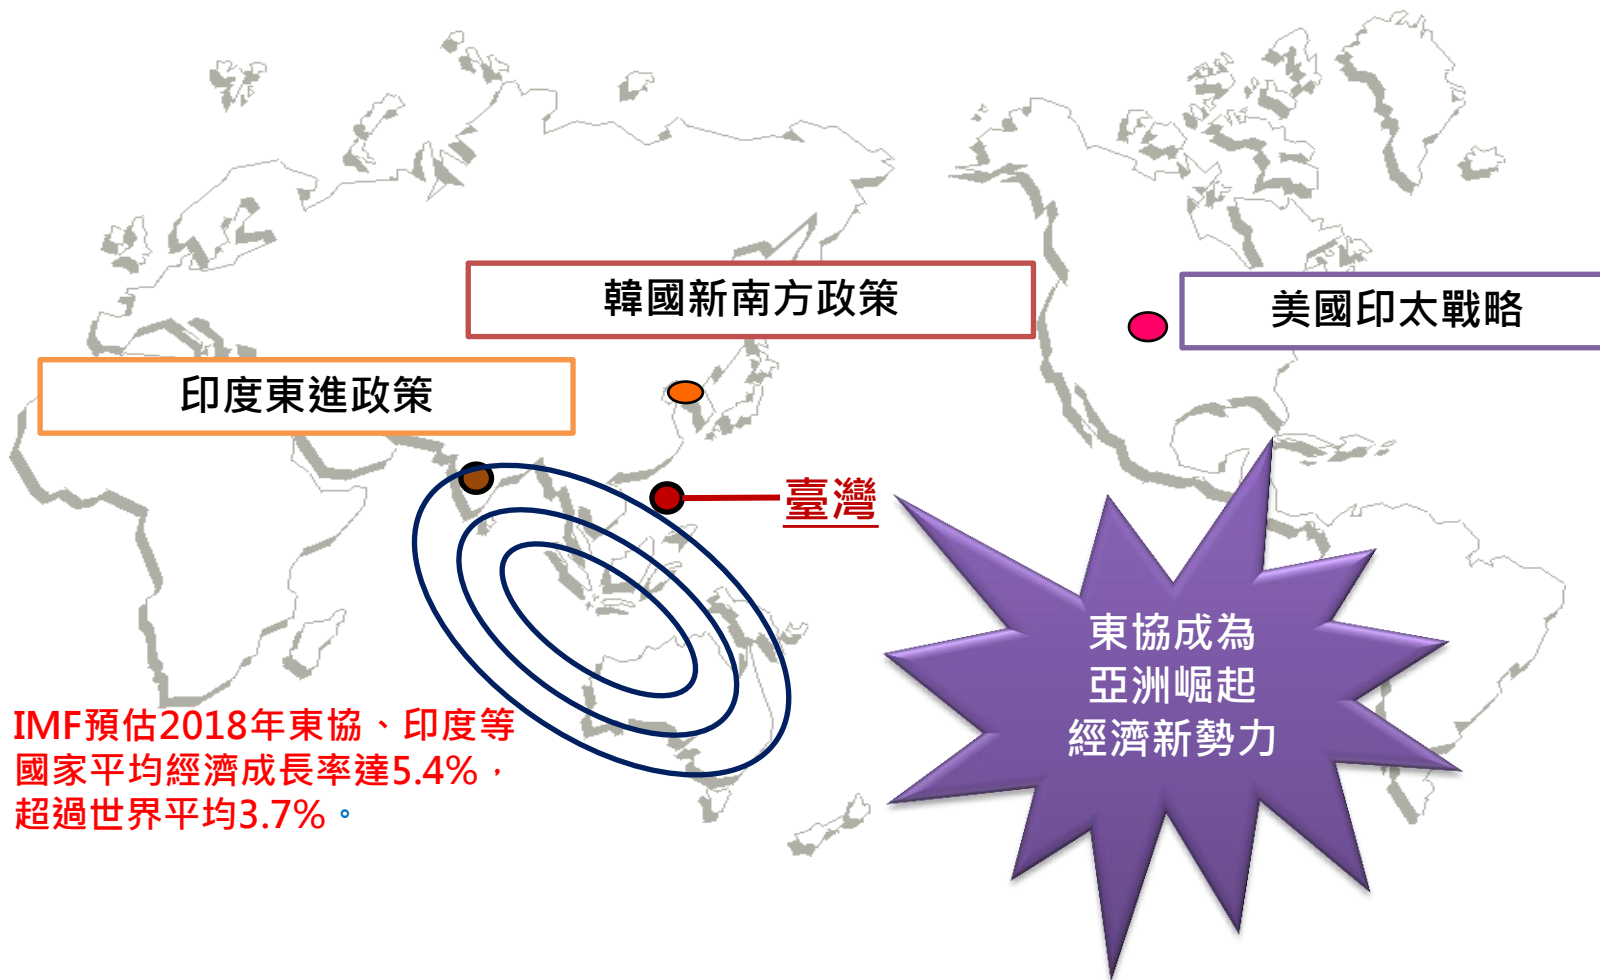 韓國新南方政策
美國印太戰略
印度東進政策
臺灣
東協成為
亞洲崛起
經濟新勢力
IMF預估2018年東協、印度等
國家平均經濟成長率達5.4%，
超過世界平均3.7%。